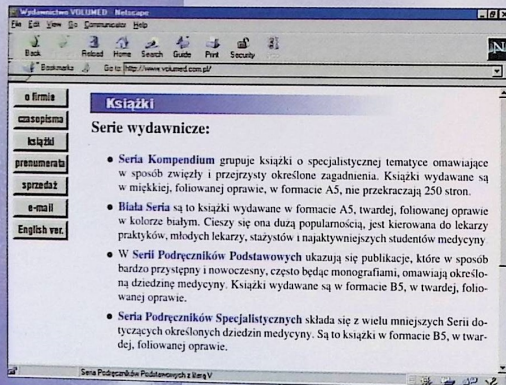 Wydawnictwo VOLUMED - Netscape
File Edit View Go Communicator Help
Back Reload Home Search Guide Print Security
Bookmarks Go to: http://www.volumed.com.pl/
o firmie
czasopisma
książki
prenumerata
sprzedaż
e-mail
English ver.
Książki
Serie wydawnicze:
• Seria Kompendium grupuje książki o specjalistycznej tematyce omawiające
w sposób zwięzły i przejrzysty określone zagadnienia. Książki wydawane są
w miękkiej, foliowanej oprawie, w formacie A5, nie przekraczają 250 stron.
• Biała Seria są to książki wydawane w formacie A5, twardej, foliowanej oprawie
w kolorze białym. Cieszy się ona dużą popularnością, jest kierowana do lekarzy
praktyków, młodych lekarzy, stażystów i najaktywniejszych studentów medycyny
• W Serii Podręczników Podstawowych ukazują się publikacje, które w sposób
bardzo przystępny i nowoczesny, często będąc monografiami, omawiają określo-
ną dziedzinę medycyny. Książki wydawane są w formacie B5, w twardej, folio-
wanej oprawie.
• Seria Podręczników Specjalistycznych składa się z wielu mniejszych Serii do-
tyczących określonych dziedzin medycyny. Są to książki w formacie B5, w twar-
dej, foliowanej oprawie.
Seria Podręczników Podstawowych z literą V